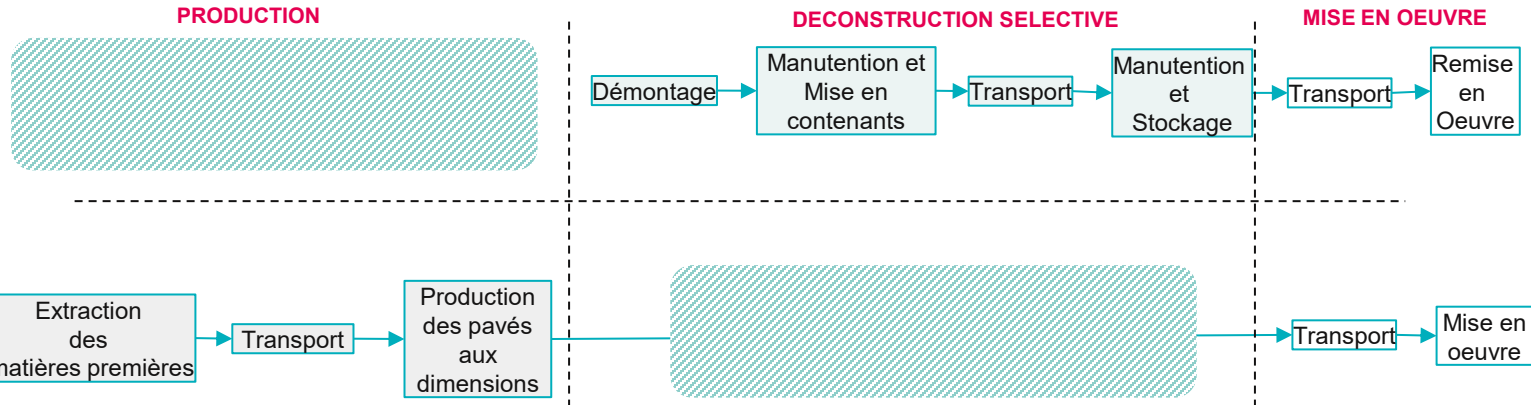 PRODUCTION
DECONSTRUCTION SELECTIVE
MISE EN OEUVRE
Démontage
Manutention et
Mise en
contenants
Transport
Manutention
et
Stockage
Transport
Remise
en
Oeuvre
Extraction
des
matières premières
Transport
Production
des pavés
aux
dimensions
Transport
Mise en
oeuvre